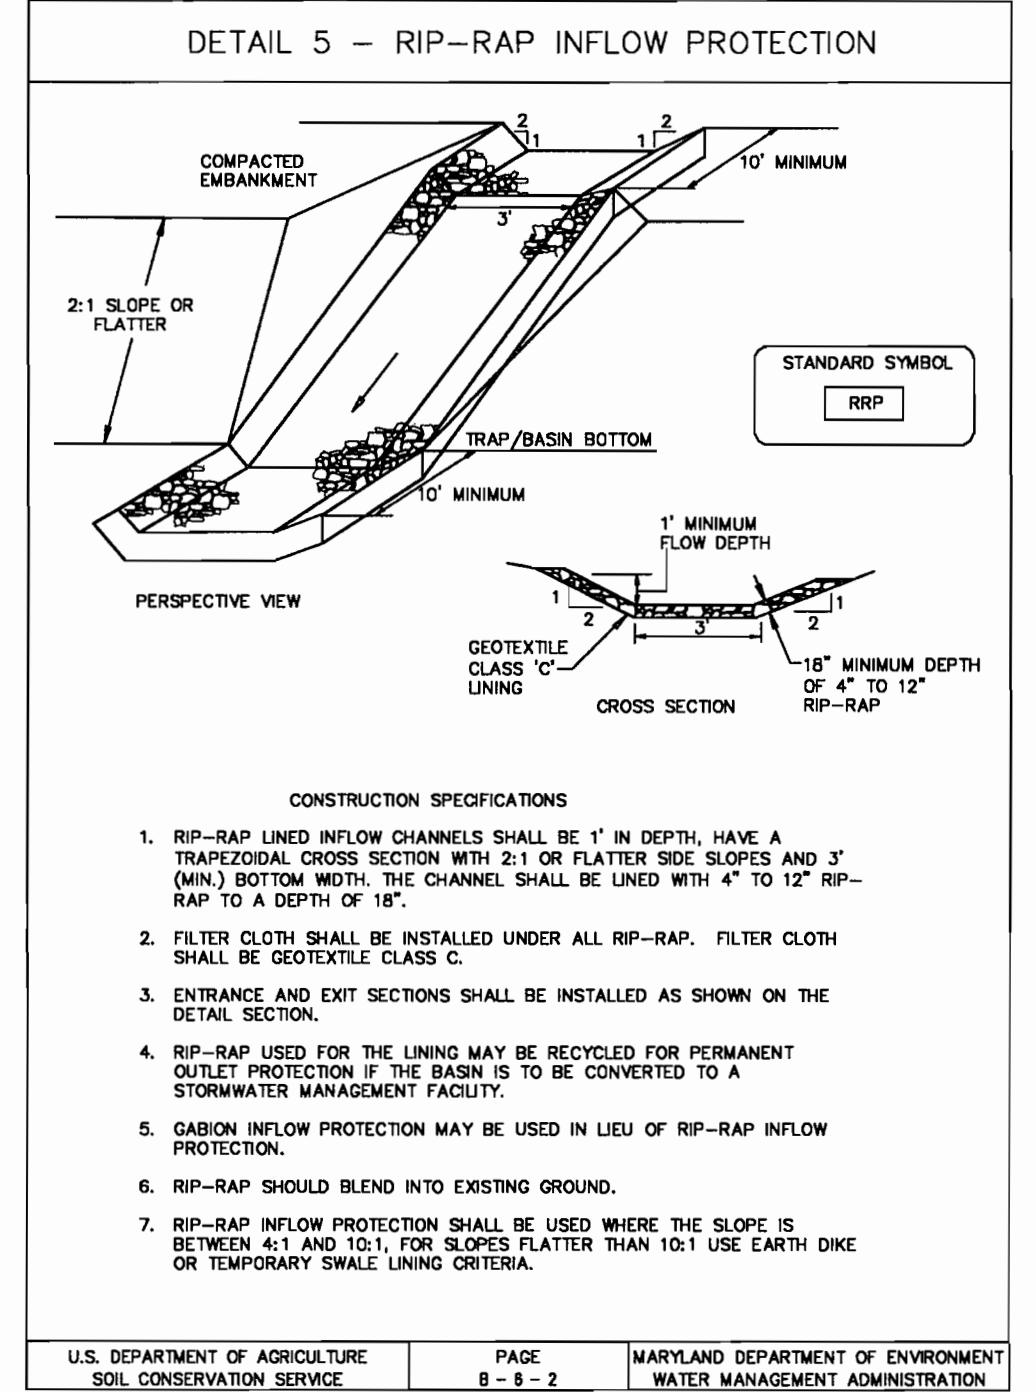 DETAIL 5 – RIP–RAP INFLOW PROTECTION
2
1
1
2
COMPACTED
EMBANKMENT
10' MINIMUM
3'
2:1 SLOPE OR
FLATTER
STANDARD SYMBOL
RRP
TRAP/BASIN BOTTOM
10' MINIMUM
PERSPECTIVE VIEW
1' MINIMUM
FLOW DEPTH
1
2
3'
1
2
GEOTEXTILE
CLASS 'C'
LINING
18" MINIMUM DEPTH
OF 4" TO 12"
RIP–RAP
CROSS SECTION
CONSTRUCTION SPECIFICATIONS
1. RIP–RAP LINED INFLOW CHANNELS SHALL BE 1' IN DEPTH, HAVE A
TRAPEZOIDAL CROSS SECTION WITH 2:1 OR FLATTER SIDE SLOPES AND 3'
(MIN.) BOTTOM WIDTH. THE CHANNEL SHALL BE LINED WITH 4" TO 12" RIP–
RAP TO A DEPTH OF 18".
2. FILTER CLOTH SHALL BE INSTALLED UNDER ALL RIP–RAP. FILTER CLOTH
SHALL BE GEOTEXTILE CLASS C.
3. ENTRANCE AND EXIT SECTIONS SHALL BE INSTALLED AS SHOWN ON THE
DETAIL SECTION.
4. RIP–RAP USED FOR THE LINING MAY BE RECYCLED FOR PERMANENT
OUTLET PROTECTION IF THE BASIN IS TO BE CONVERTED TO A
STORMWATER MANAGEMENT FACILITY.
5. GABION INFLOW PROTECTION MAY BE USED IN LIEU OF RIP–RAP INFLOW
PROTECTION.
6. RIP–RAP SHOULD BLEND INTO EXISTING GROUND.
7. RIP–RAP INFLOW PROTECTION SHALL BE USED WHERE THE SLOPE IS
BETWEEN 4:1 AND 10:1, FOR SLOPES FLATTER THAN 10:1 USE EARTH DIKE
OR TEMPORARY SWALE LINING CRITERIA.
U.S. DEPARTMENT OF AGRICULTURE
SOIL CONSERVATION SERVICE
PAGE
B – 6 – 2
MARYLAND DEPARTMENT OF ENVIRONMENT
WATER MANAGEMENT ADMINISTRATION